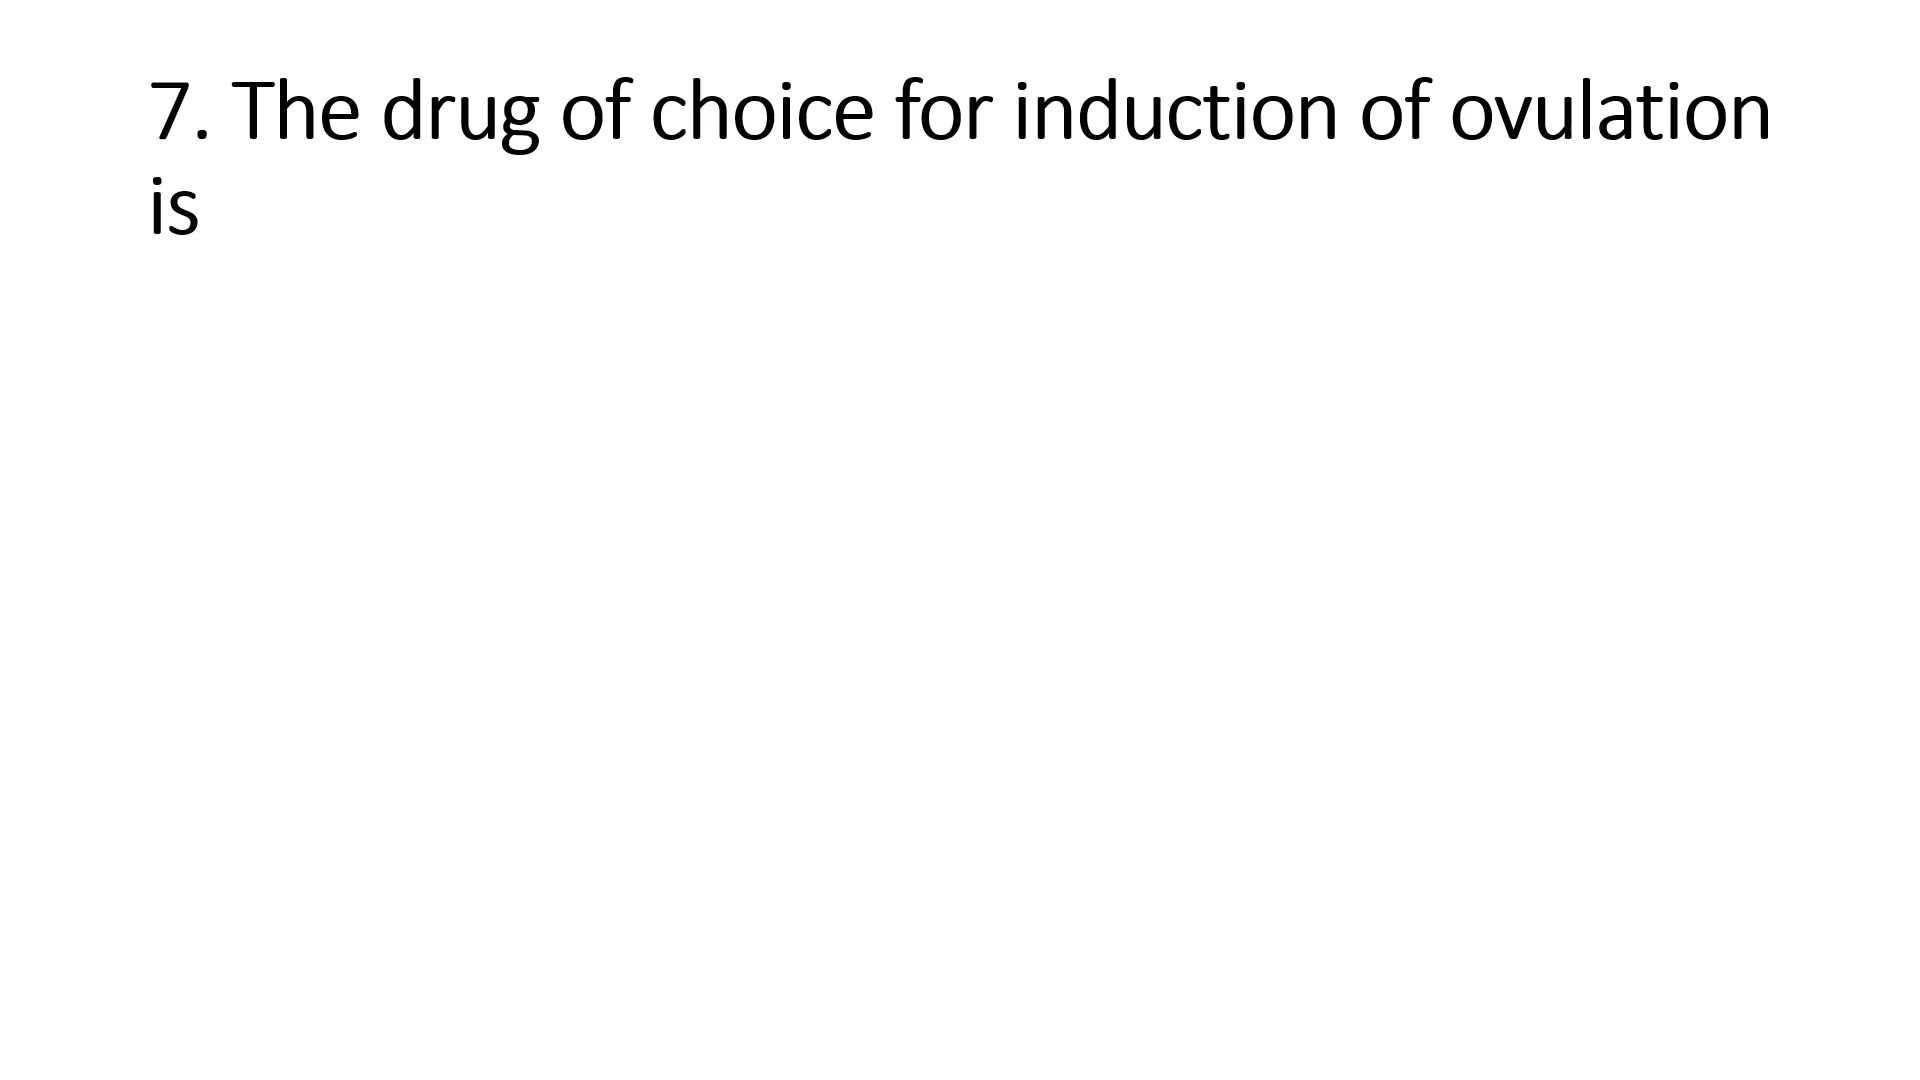 7. The drug of choice for induction of ovulation
is